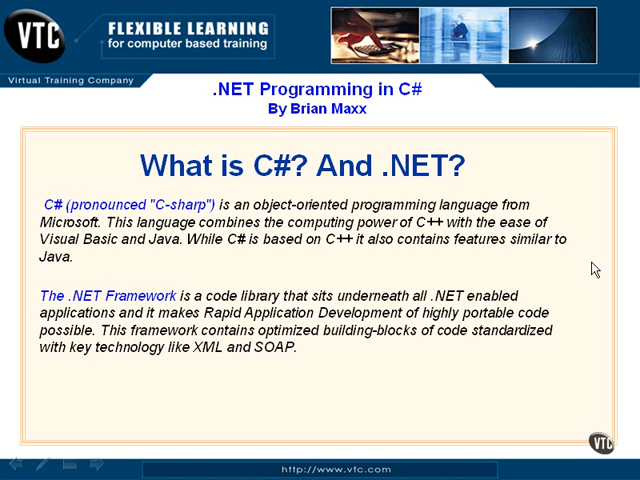 VTC
FLEXIBLE LEARNING
for computer based training
Virtual Training Company
.NET Programming in C#
By Brian Maxx
What is C#? And .NET?
C# (pronounced "C-sharp") is an object-oriented programming language from
Microsoft. This language combines the computing power of C++ with the ease of
Visual Basic and Java. While C# is based on C++ it also contains features similar to
Java.
The .NET Framework is a code library that sits underneath all .NET enabled
applications and it makes Rapid Application Development of highly portable code
possible. This framework contains optimized building-blocks of code standardized
with key technology like XML and SOAP.
VTC
http://www.vtc.com